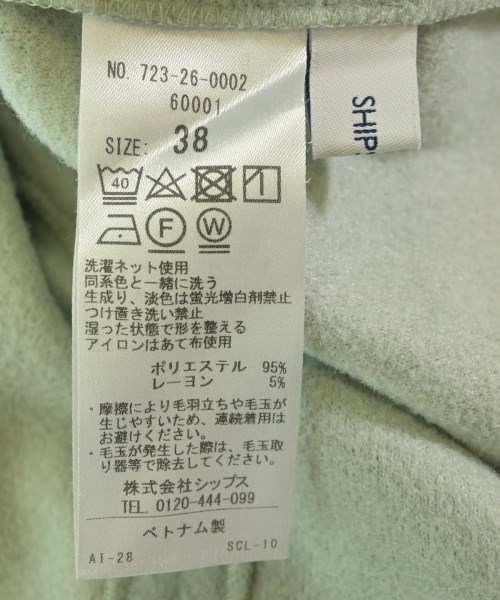 NO. 723-26-0002
60001
SIZE: 38
SHIPS
40
F W
洗濯ネット使用
同系色と一緒に洗う
生成り、淡色は蛍光増白剤禁止
つけ置き洗い禁止
湿った状態で形を整える
アイロンはあて布使用
ポリエステル 95%
レーヨン 5%
・摩擦により毛羽立ちや毛玉が
生じやすいため、連続着用は
お避けください。
・毛玉が発生した際は、毛玉取
り器等で除去してください。
株式会社シップス
TEL. 0120-444-099
ベトナム製
AI-28 SCL-10